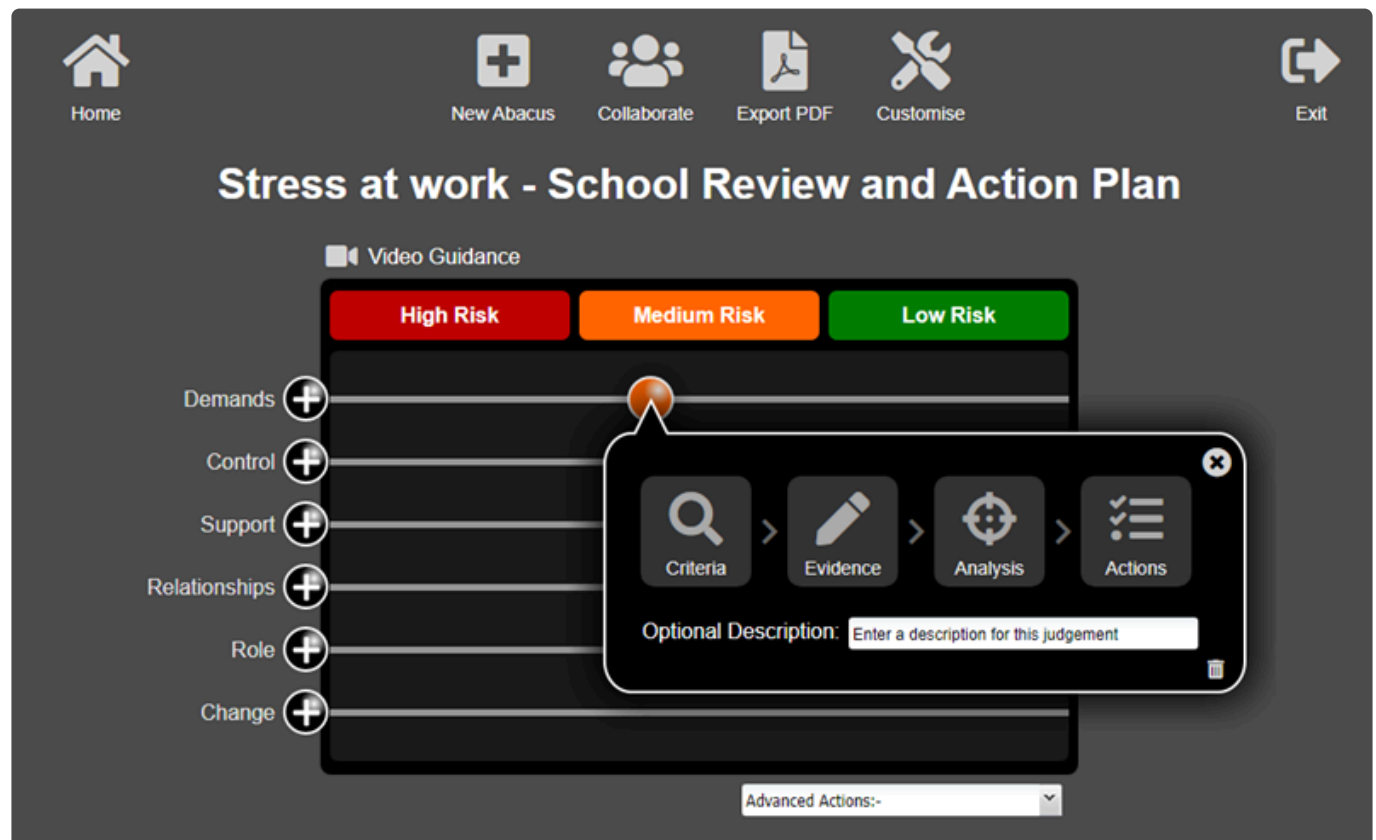 Home
New Abacus
Collaborate
Export PDF
Customise
Exit
Stress at work - School Review and Action Plan
Video Guidance
High Risk
Medium Risk
Low Risk
Demands
Control
Support
Relationships
Role
Change
Criteria
Evidence
Analysis
Actions
Optional Description: Enter a description for this judgement
Advanced Actions:-